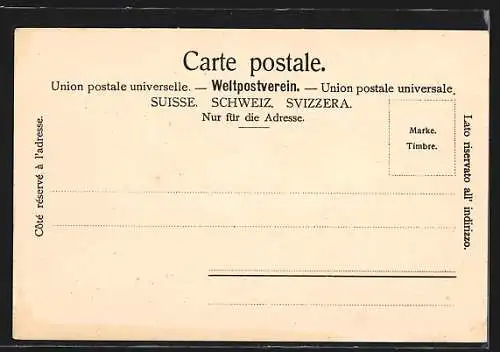 Carte postale.
Union postale universelle. — Weltpostverein. — Union postale universale.
SUISSE. SCHWEIZ. SVIZZERA.
Nur für die Adresse.
Marke.
Timbre.
Côté réservé à l'adresse.
Lato riservato all' indirizzo.